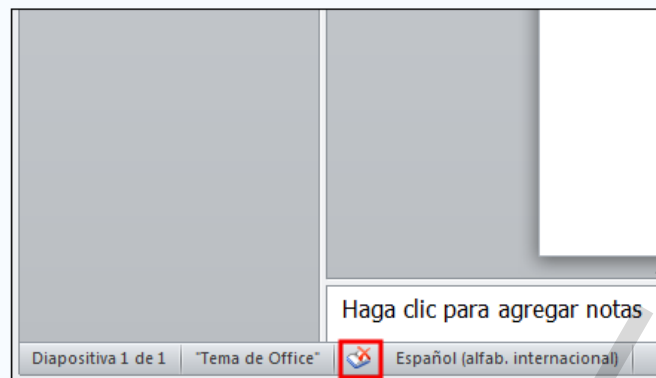 Haga clic para agregar notas
Diapositiva 1 de 1 "Tema de Office" Español (alfab. internacional)